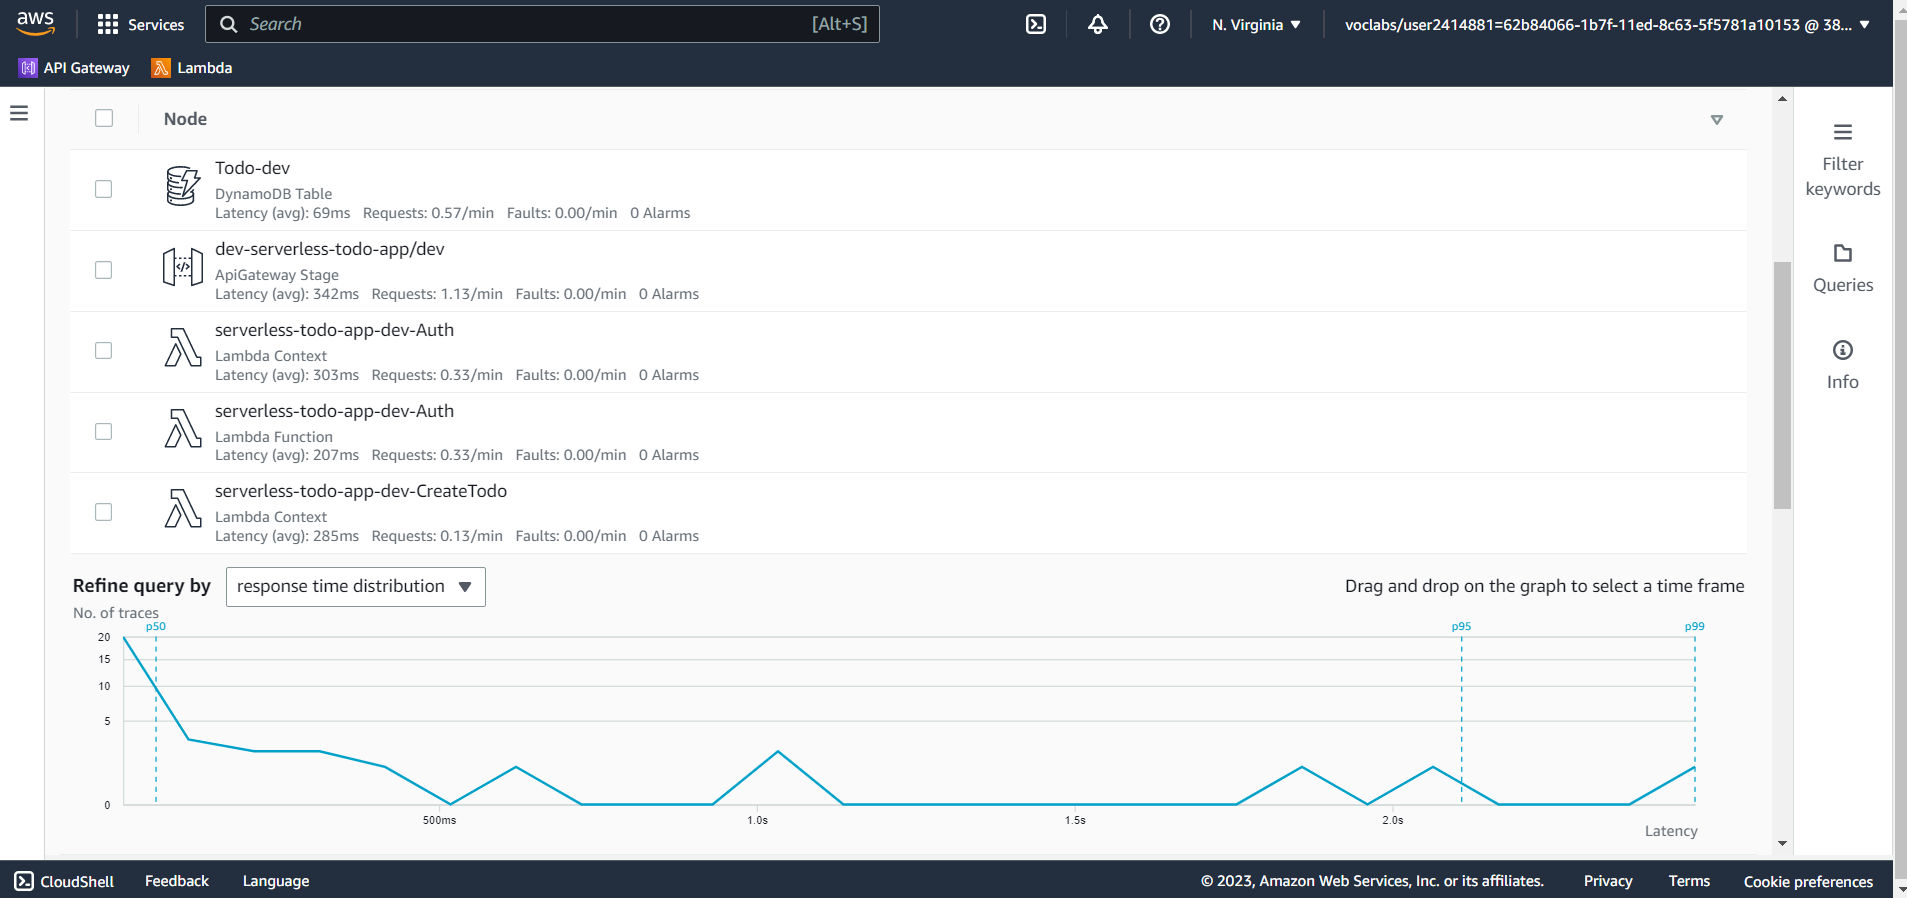 aws
Services
Search
[Alt+S]
N. Virginia
voclabs/user2414881=62b84066-1b7f-11ed-8c63-5f5781a10153 @ 38...
API Gateway
Lambda
Node
Todo-dev
DynamoDB Table
Latency (avg): 69ms Requests: 0.57/min Faults: 0.00/min 0 Alarms
dev-serverless-todo-app/dev
ApiGateway Stage
Latency (avg): 342ms Requests: 1.13/min Faults: 0.00/min 0 Alarms
serverless-todo-app-dev-Auth
Lambda Context
Latency (avg): 303ms Requests: 0.33/min Faults: 0.00/min 0 Alarms
serverless-todo-app-dev-Auth
Lambda Function
Latency (avg): 207ms Requests: 0.33/min Faults: 0.00/min 0 Alarms
serverless-todo-app-dev-CreateTodo
Lambda Context
Latency (avg): 285ms Requests: 0.13/min Faults: 0.00/min 0 Alarms
Filter
keywords
Queries
Info
Refine query by
response time distribution
Drag and drop on the graph to select a time frame
No. of traces
p50
p95
p99
20
15
10
5
0
500ms
1.0s
1.5s
2.0s
Latency
CloudShell
Feedback
Language
© 2023, Amazon Web Services, Inc. or its affiliates.
Privacy
Terms
Cookie preferences